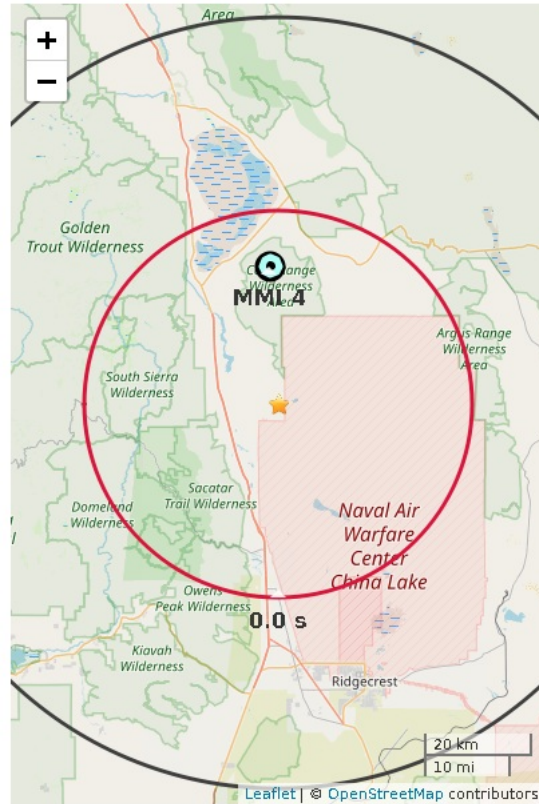 Area
+
−
Golden
Trout Wilderness
Wilderness
Area
MMI 4
Argus Range
Wilderness
Area
South Sierra
Wilderness
Sacatar
Trail Wilderness
Domeland
Wilderness
Naval Air
Warfare
Center
China Lake
Owens
Peak Wilderness
0.0 s
Kiavah
Wilderness
Ridgecrest
20 km
10 mi
Leaflet | © OpenStreetMap contributors